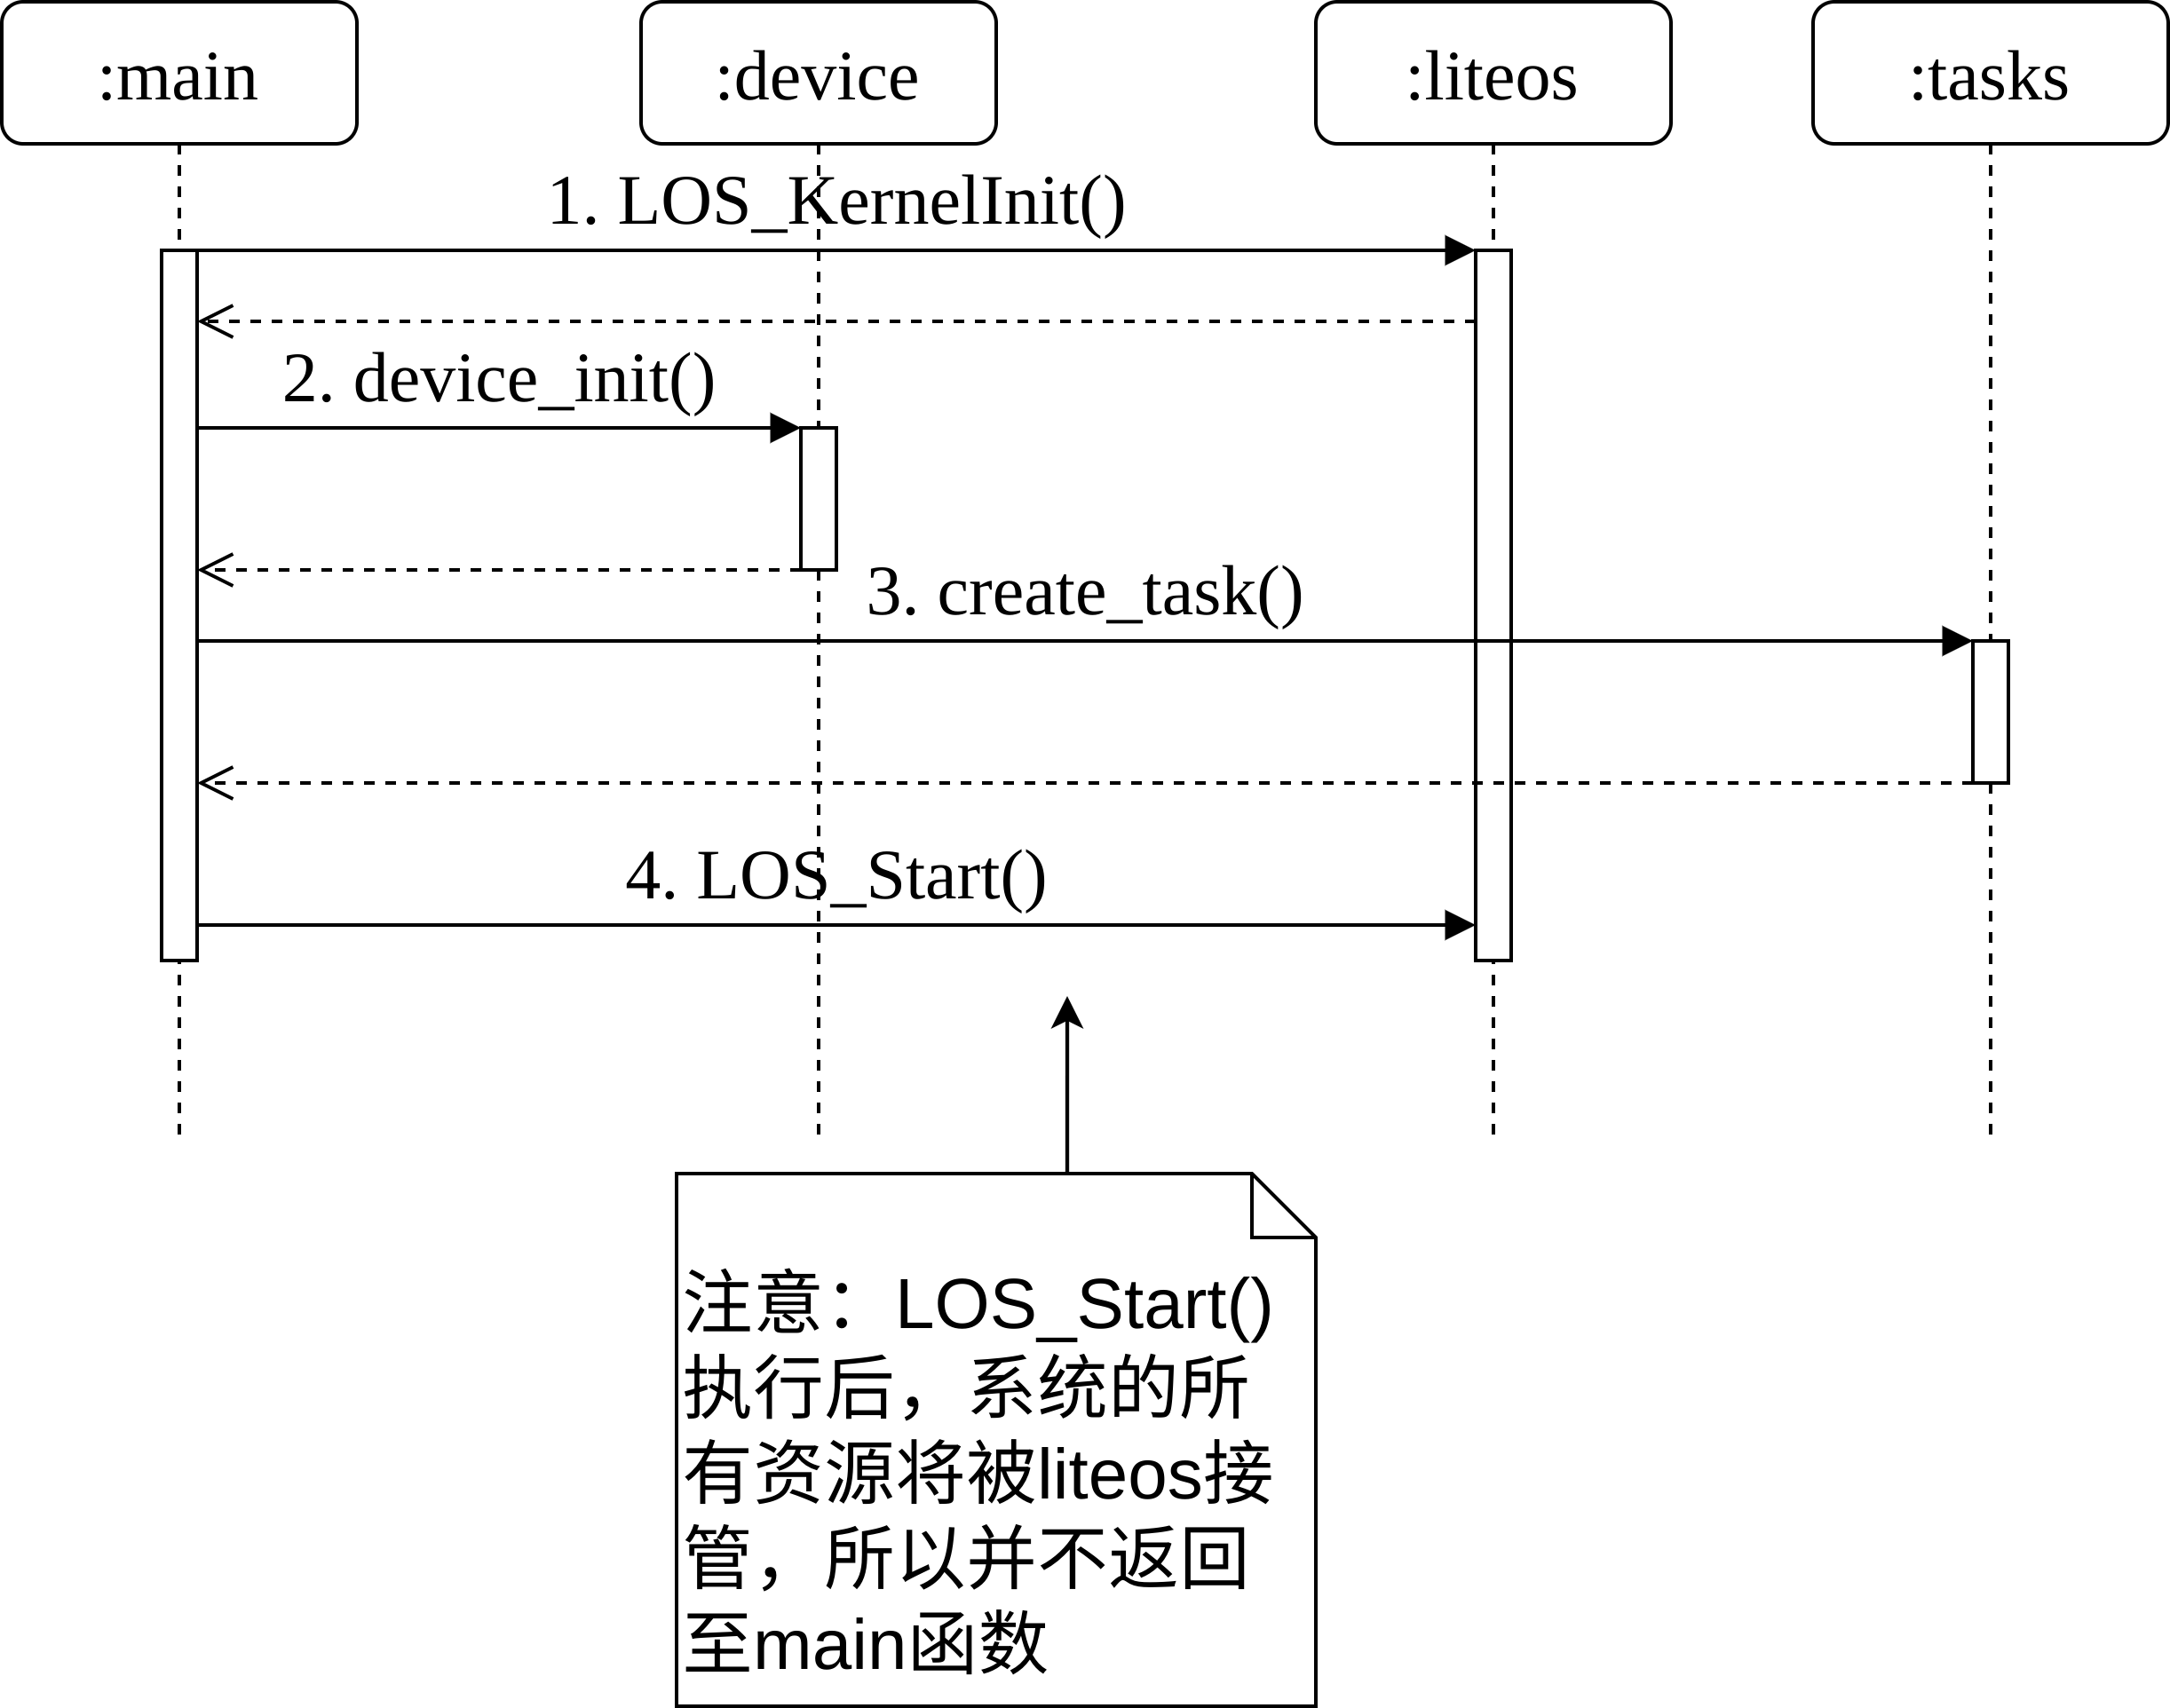 :main
:device
:liteos
:tasks
1. LOS_KernelInit()
2. device_init()
3. create_task()
4. LOS_Start()
注意：LOS_Start()
执行后，系统的所
有资源将被liteos接
管，所以并不返回
至main函数